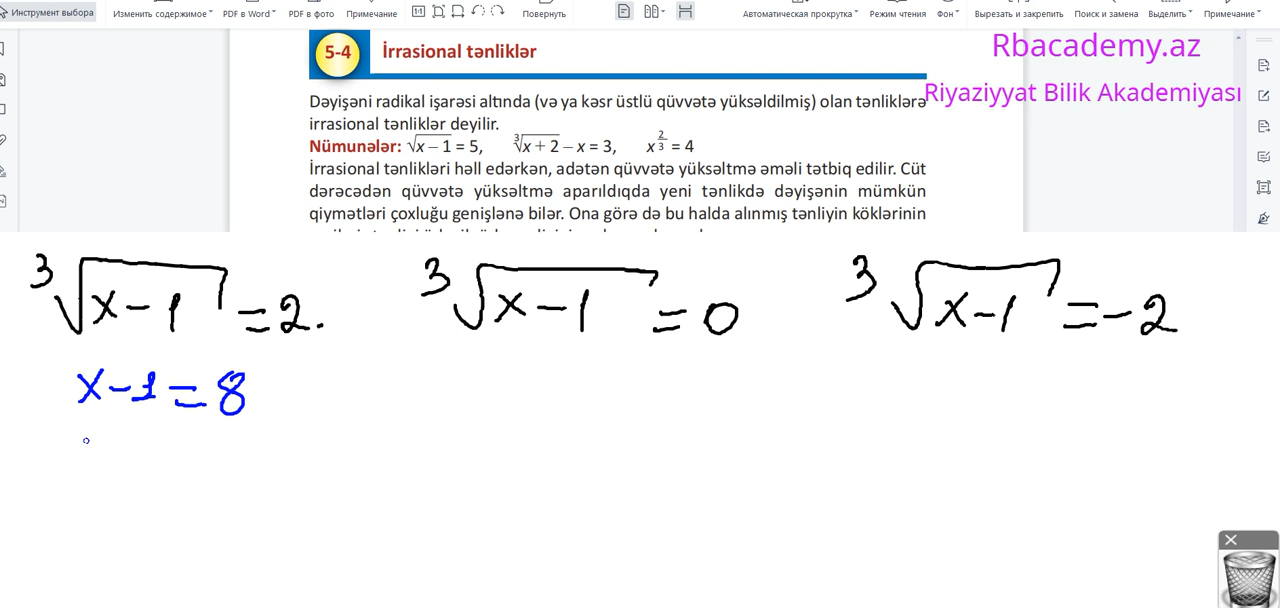 Инструмент выбора Изменить содержимое PDF в Word PDF в фото Примечание Повернуть Автоматическая прокрутка Режим чтения Фон Вырезать и закрепить Поиск и замена Выделить Примечание
Rbacademy.az
Riyaziyyat Bilik Akademiyası
5-4 İrrasional tənliklər
Dəyişəni radikal işarəsi altında (və ya kəsr üstlü qüvvətə yüksəldilmiş) olan tənliklərə
irrasional tənliklər deyilir.
Nümunələr: √(x – 1) = 5, ∛(x + 2) – x = 3, x^(2/3) = 4
İrrasional tənlikləri həll edərkən, adətən qüvvətə yüksəltmə əməli tətbiq edilir. Cüt
dərəcədən qüvvətə yüksəltmə aparıldıqda yeni tənlikdə dəyişənin mümkün
qiymətləri çoxluğu genişlənə bilər. Ona görə də bu halda alınmış tənliyin köklərinin
∛(x-1) = 2. ∛(x-1) = 0 ∛(x-1) = -2
x-1=8